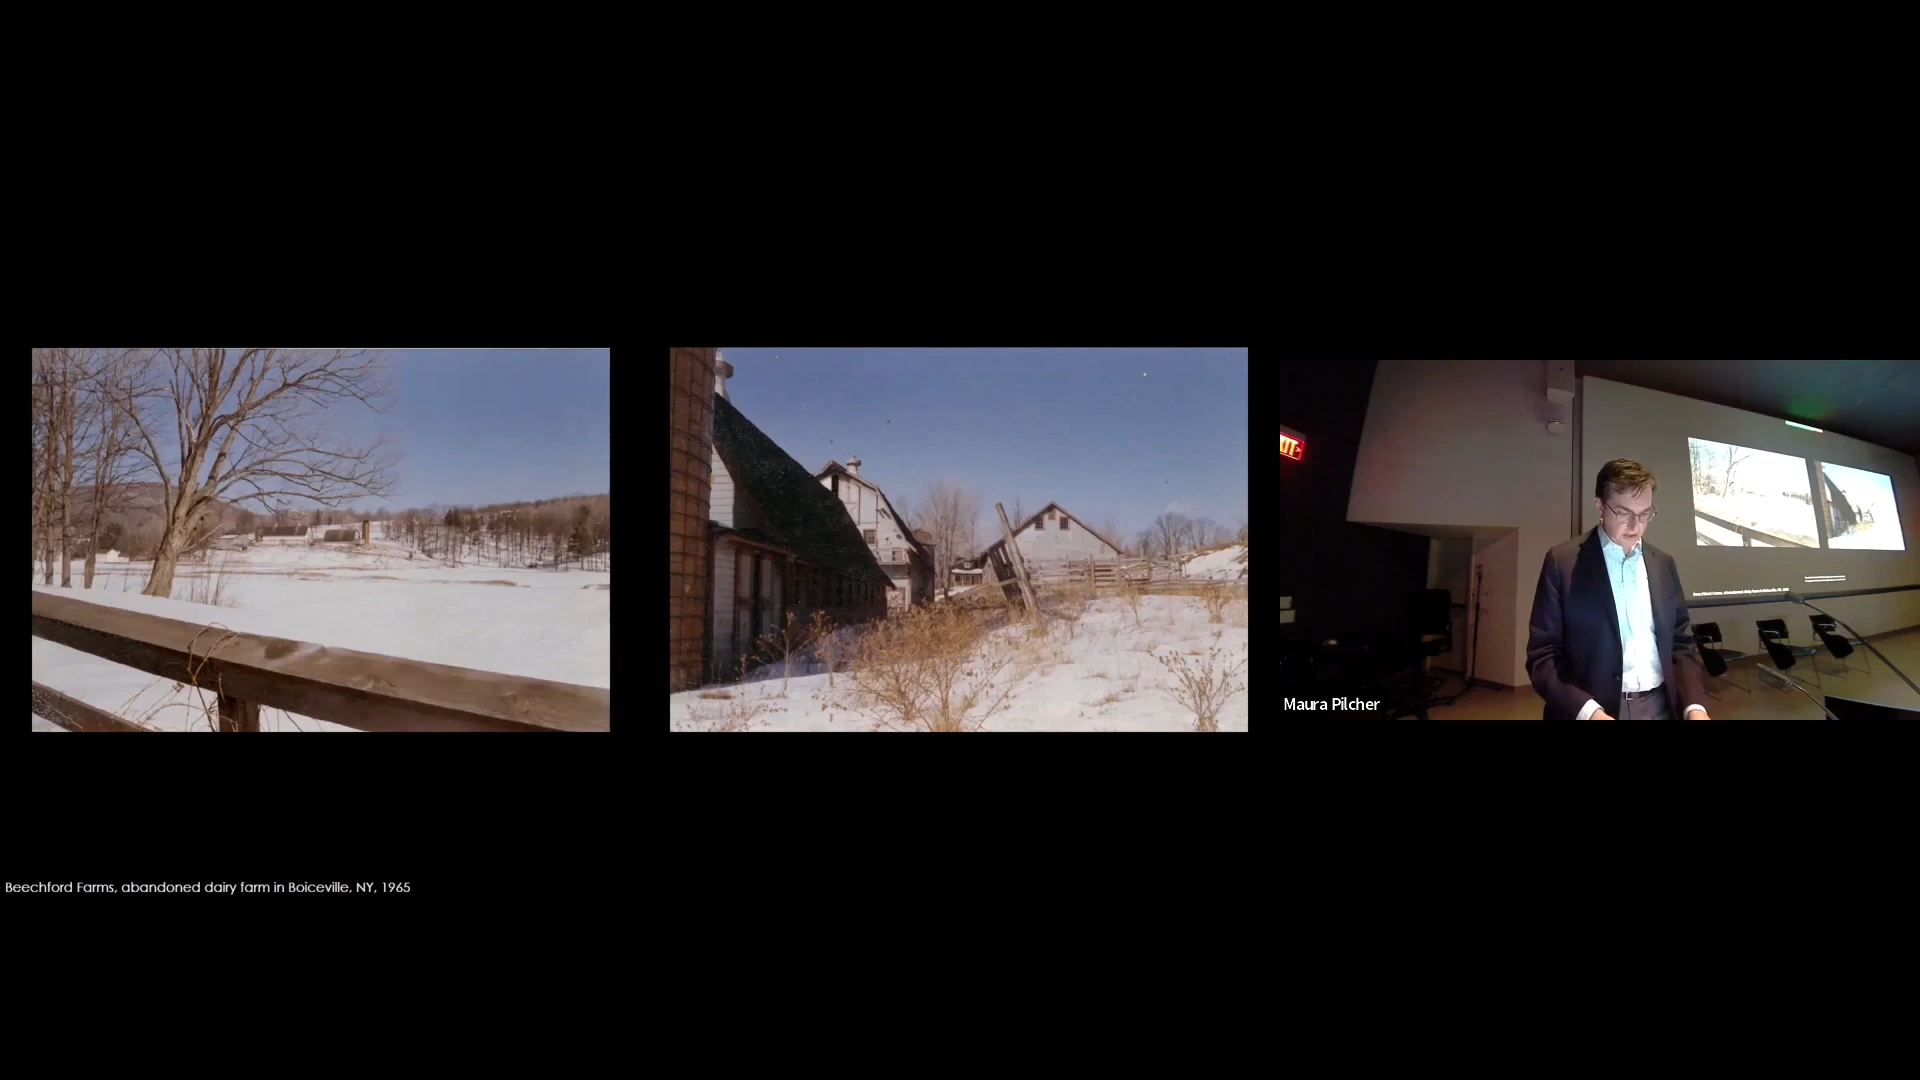 Maura Pilcher
Beechford Farms, abandoned dairy farm in Boiceville, NY, 1965